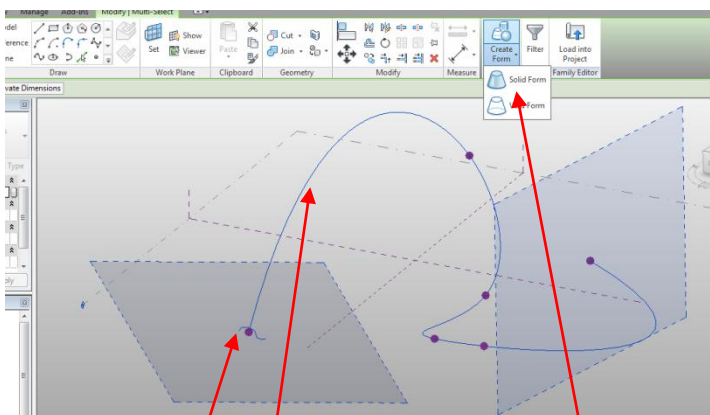 Manage Add-Ins Modify | Multi-Select
Set
Show
Viewer
Paste
Cut
Join
Create
Form
Filter
Load into
Project
Draw Work Plane Clipboard Geometry Modify Measure Family Editor
Solid Form
Form
Dimensions
Type